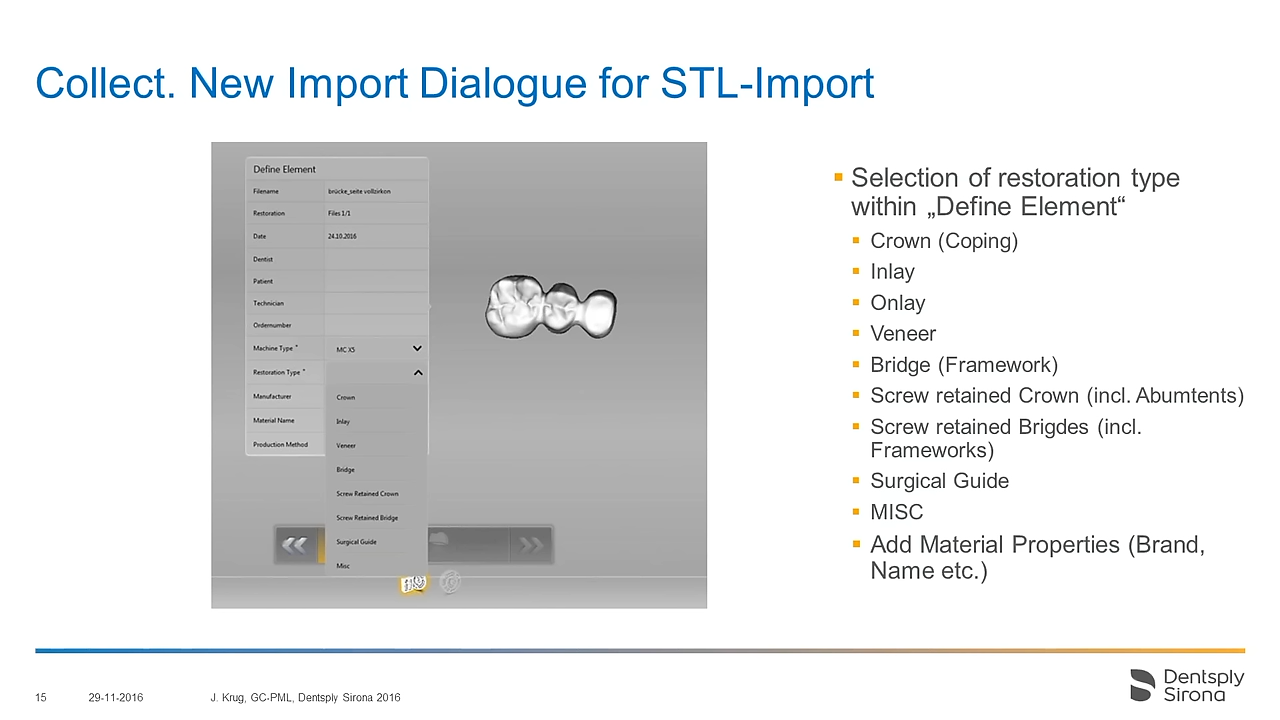 Collect. New Import Dialogue for STL-Import
Define Element
Filename brücke_seite vollzirkon
Restoration Files 1/1
Date 24.10.2016
Dentist
Patient
Technician
Ordernumber
Machine Type * MC X5
Restoration Type *
Manufacturer
Material Name
Production Method
Crown
Inlay
Veneer
Bridge
Screw Retained Crown
Screw Retained Bridge
Surgical Guide
Misc
Selection of restoration type
within „Define Element“
Crown (Coping)
Inlay
Onlay
Veneer
Bridge (Framework)
Screw retained Crown (incl. Abumtents)
Screw retained Brigdes (incl.
Frameworks)
Surgical Guide
MISC
Add Material Properties (Brand,
Name etc.)
15 29-11-2016 J. Krug, GC-PML, Dentsply Sirona 2016
Dentsply
Sirona